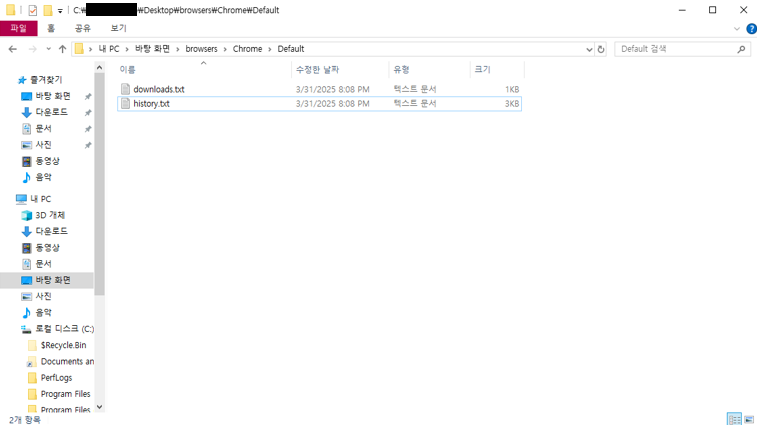 C:₩ ₩Desktop₩browsers₩Chrome₩Default
파일 홈 공유 보기
내 PC > 바탕 화면 > browsers > Chrome > Default
Default 검색
이름 수정한 날짜 유형 크기
downloads.txt 3/31/2025 8:08 PM 텍스트 문서 1KB
history.txt 3/31/2025 8:08 PM 텍스트 문서 3KB
즐겨찾기
바탕 화면
다운로드
문서
사진
동영상
음악
내 PC
3D 개체
다운로드
동영상
문서
바탕 화면
사진
음악
로컬 디스크 (C:)
$Recycle.Bin
Documents an
PerfLogs
Program Files
Program Files
2개 항목